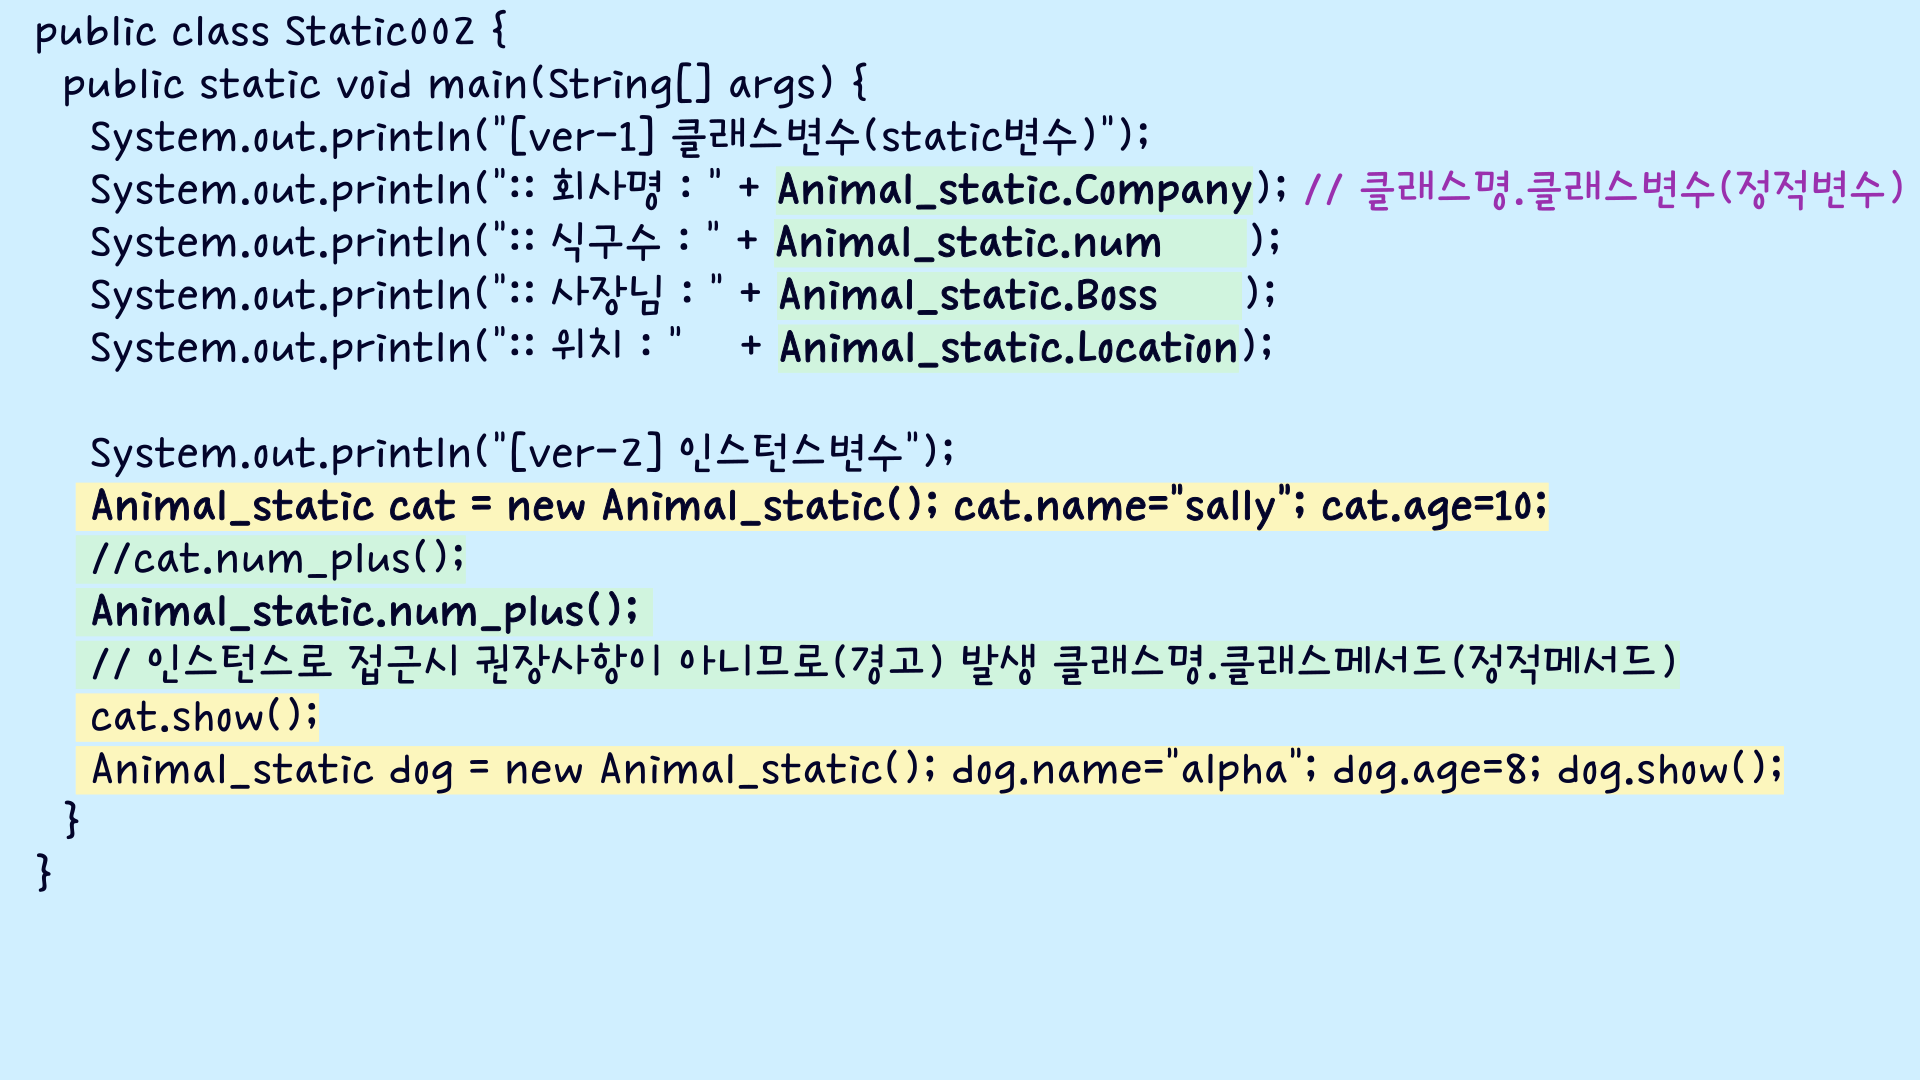 public class Static002 {
public static void main(String[] args) {
System.out.println("[ver-1] 클래스변수(static변수)");
System.out.println(":: 회사명 : " + Animal_static.Company); // 클래스명.클래스변수(정적변수)
System.out.println(":: 식구수 : " + Animal_static.num );
System.out.println(":: 사장님 : " + Animal_static.Boss );
System.out.println(":: 위치 : " + Animal_static.Location);
System.out.println("[ver-2] 인스턴스변수");
Animal_static cat = new Animal_static(); cat.name="sally"; cat.age=10;
//cat.num_plus();
Animal_static.num_plus();
// 인스턴스로 접근시 권장사항이 아니므로(경고) 발생 클래스명.클래스메서드(정적메서드)
cat.show();
Animal_static dog = new Animal_static(); dog.name="alpha"; dog.age=8; dog.show();
}
}